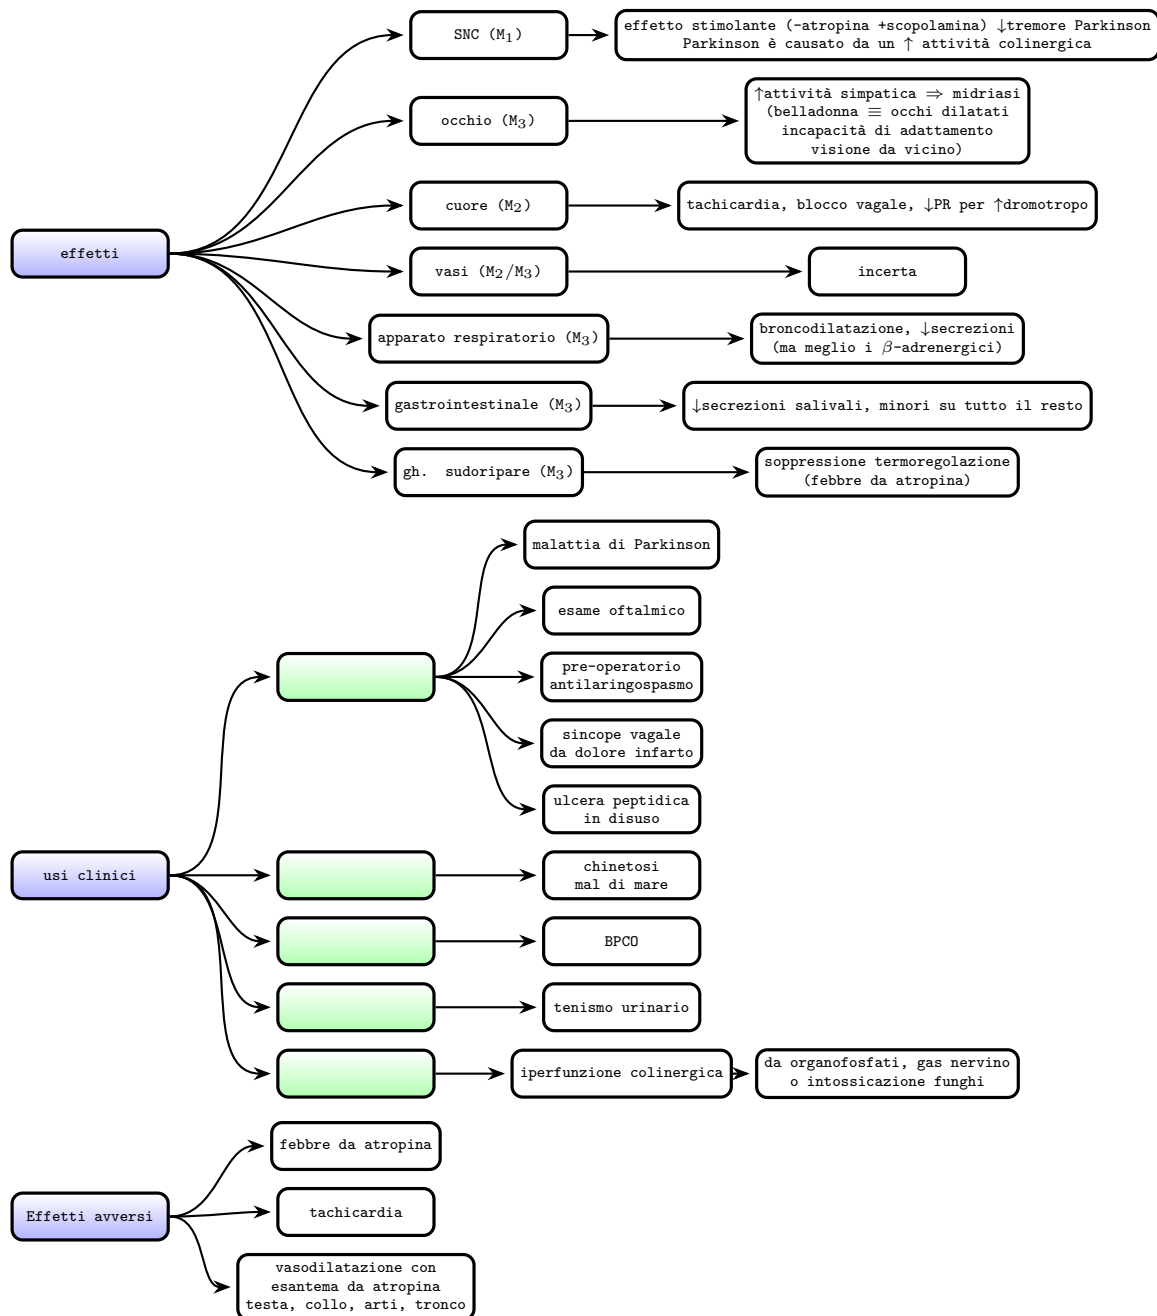 effetti
SNC (M₁)
effetto stimolante (-atropina +scopolamina) ↓tremore Parkinson
Parkinson è causato da un ↑ attività colinergica
occhio (M₃)
↑attività simpatica ⇒ midriasi
(belladonna ≡ occhi dilatati
incapacità di adattamento
visione da vicino)
cuore (M₂)
tachicardia, blocco vagale, ↓PR per ↑dromotropo
vasi (M₂/M₃)
incerta
apparato respiratorio (M₃)
broncodilatazione, ↓secrezioni
(ma meglio i β-adrenergici)
gastrointestinale (M₃)
↓secrezioni salivali, minori su tutto il resto
gh. sudoripare (M₃)
soppressione termoregolazione
(febbre da atropina)
usi clinici
malattia di Parkinson
esame oftalmico
pre-operatorio
antilaringospasmo
sincope vagale
da dolore infarto
ulcera peptidica
in disuso
chinetosi
mal di mare
BPCO
tenismo urinario
iperfunzione colinergica
da organofosfati, gas nervino
o intossicazione funghi
Effetti avversi
febbre da atropina
tachicardia
vasodilatazione con
esantema da atropina
testa, collo, arti, tronco